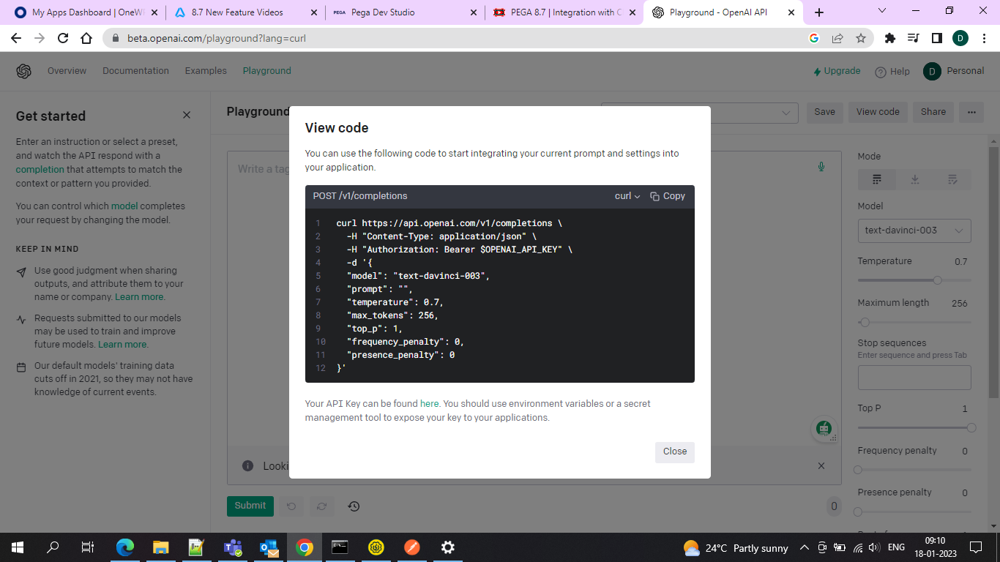 My Apps Dashboard | OneW
8.7 New Feature Videos
PEGA Pega Dev Studio
PEGA 8.7 | Integration with C
Playground - OpenAI API
beta.openai.com/playground?lang=curl
D
Overview Documentation Examples Playground
Upgrade Help D Personal
Get started
Enter an instruction or select a preset,
and watch the API respond with a
completion that attempts to match the
context or pattern you provided.
You can control which model completes
your request by changing the model.
KEEP IN MIND
Use good judgment when sharing
outputs, and attribute them to your
name or company. Learn more.
Requests submitted to our models
may be used to train and improve
future models. Learn more.
Our default models' training data
cuts off in 2021, so they may not have
knowledge of current events.
Playground
Save View code Share ...
Write a tag
View code
You can use the following code to start integrating your current prompt and settings into
your application.
POST /v1/completions curl Copy
1 curl https://api.openai.com/v1/completions \
2 -H "Content-Type: application/json" \
3 -H "Authorization: Bearer $OPENAI_API_KEY" \
4 -d '{
5 "model": "text-davinci-003",
6 "prompt": "",
7 "temperature": 0.7,
8 "max_tokens": 256,
9 "top_p": 1,
10 "frequency_penalty": 0,
11 "presence_penalty": 0
12 }'
Your API Key can be found here. You should use environment variables or a secret
management tool to expose your key to your applications.
Close
Looki
Submit
0
Mode
Model
text-davinci-003
Temperature 0.7
Maximum length 256
Stop sequences
Enter sequence and press Tab
Top P 1
Frequency penalty 0
Presence penalty 0
24°C Partly sunny
ENG
09:10
18-01-2023